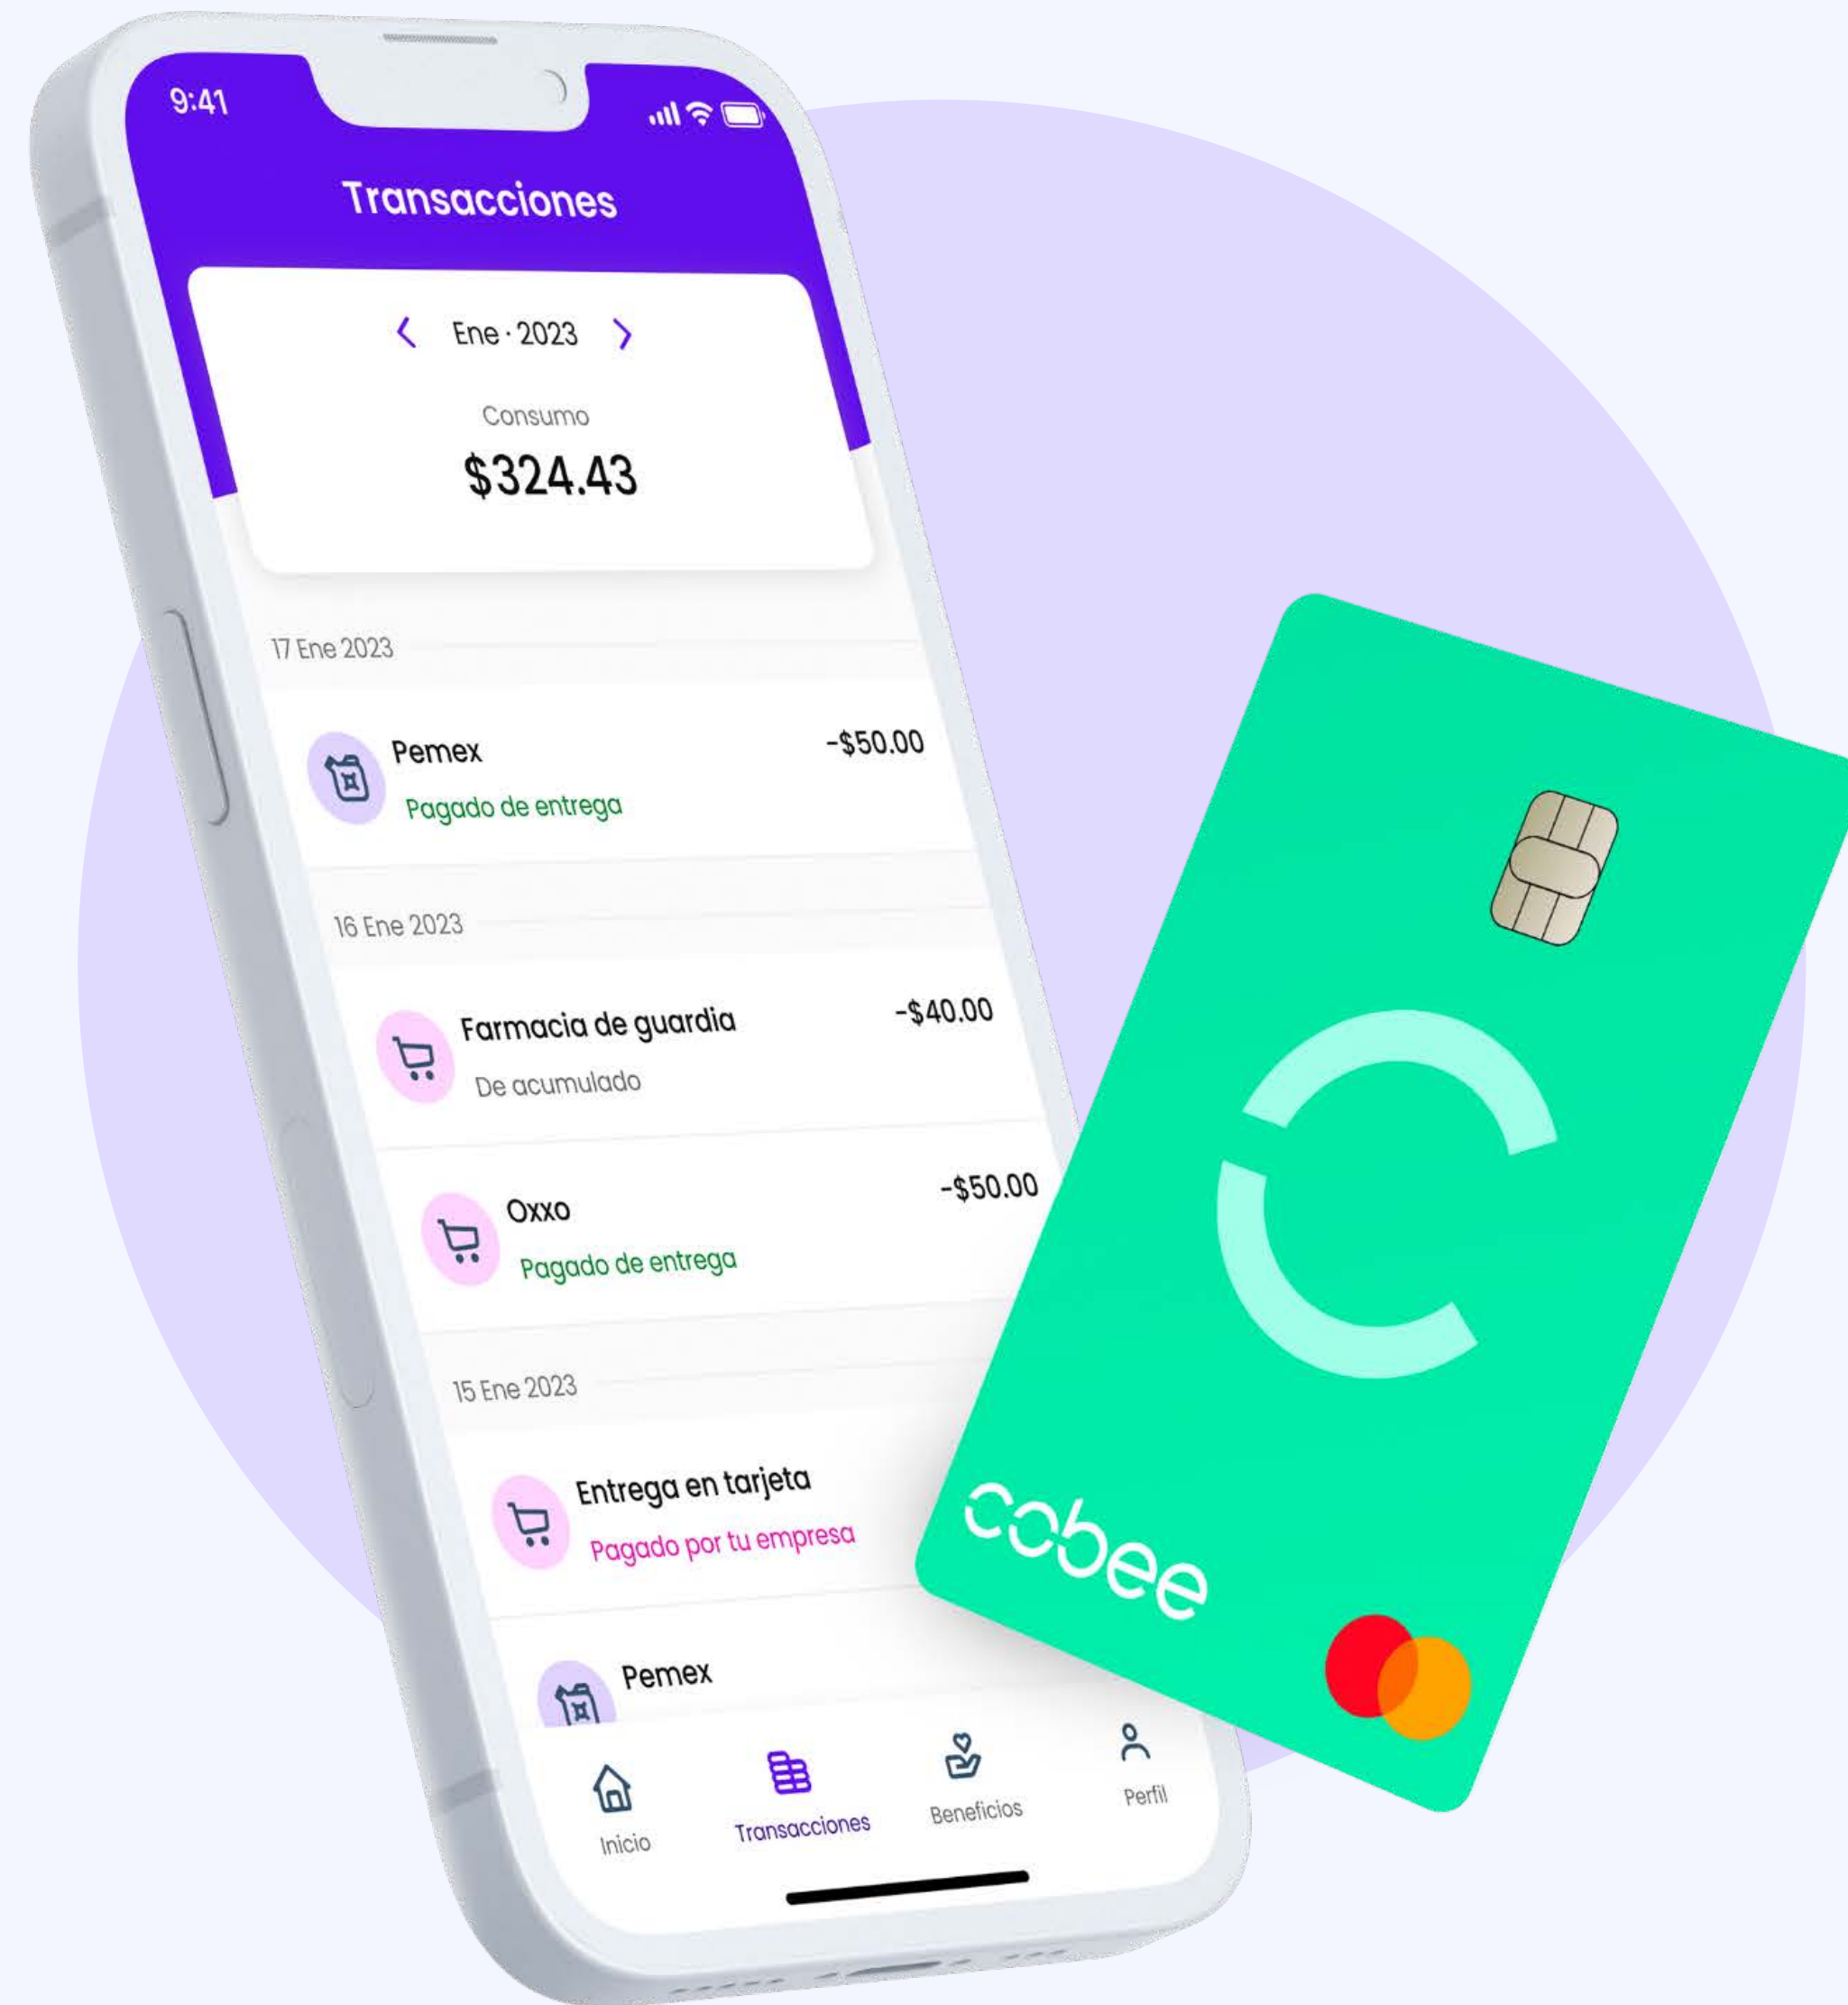 9:41
Transacciones
Ene · 2023
Consumo
$324.43
17 Ene 2023
Pemex
-$50.00
Pagado de entrega
16 Ene 2023
Farmacia de guardia
-$40.00
De acumulado
Oxxo
-$50.00
Pagado de entrega
15 Ene 2023
Entrega en tarjeta
Pagado por tu empresa
Pemex
Inicio
Transacciones
Beneficios
Perfil
cobee